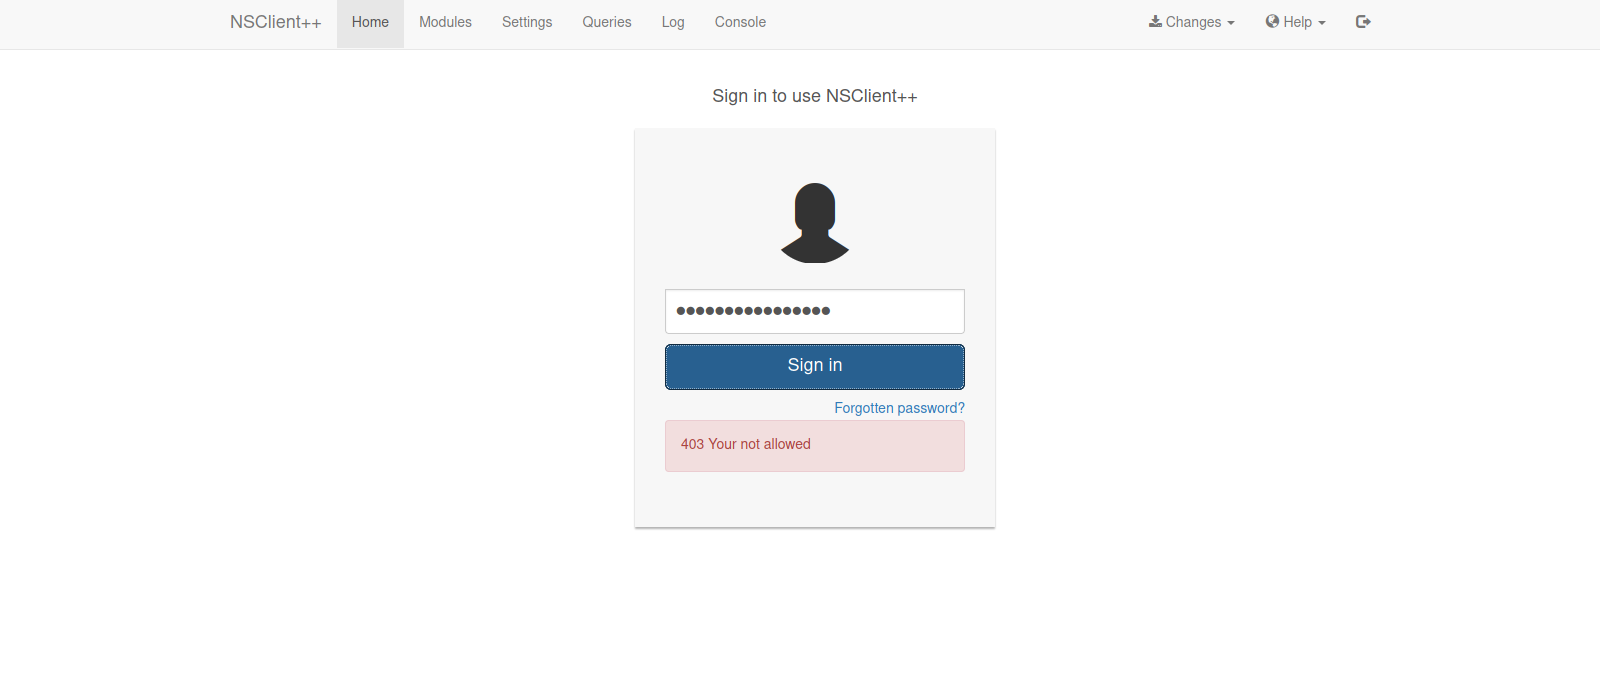 NSClient++ Home Modules Settings Queries Log Console Changes Help
Sign in to use NSClient++
••••••••••••••••
Sign in
Forgotten password?
403 Your not allowed